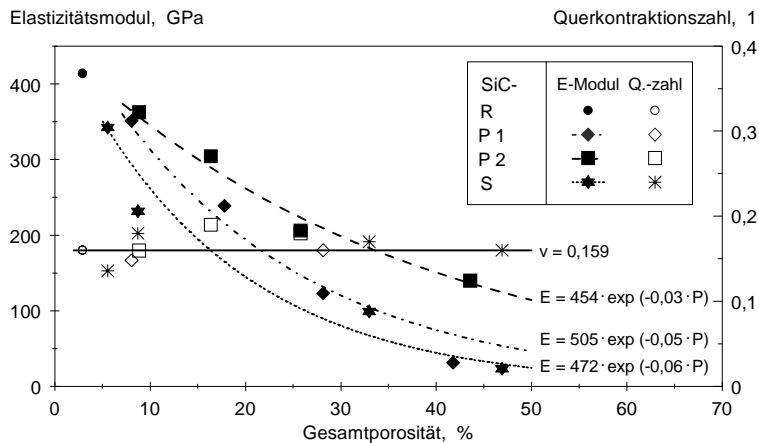 Elastizitätsmodul, GPa Querkontraktionszahl, 1
400
300
200
100
0
0,4
0,3
0,2
0,1
0
SiC- E-Modul Q.-zahl
R
P 1
P 2
S
ν = 0,159
E = 454·exp (-0,03·P)
E = 505·exp (-0,05·P)
E = 472·exp (-0,06·P)
0 10 20 30 40 50 60 70
Gesamtporosität, %